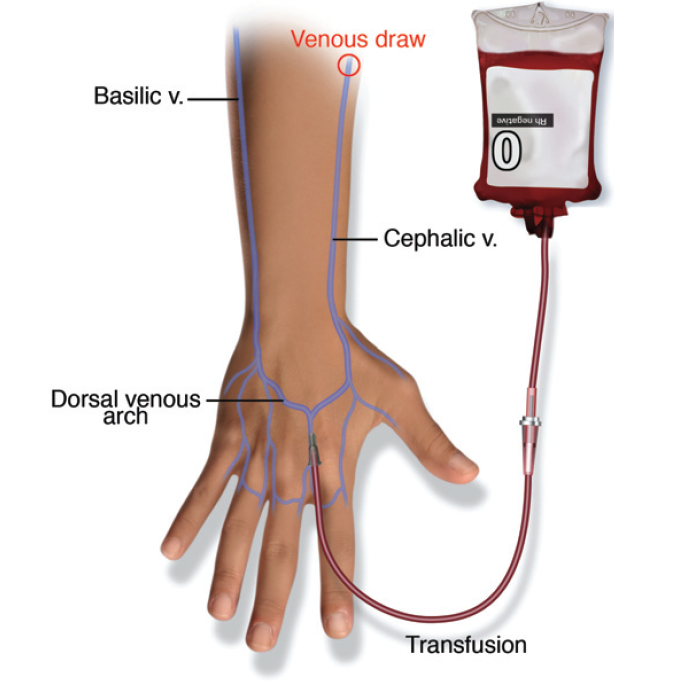 Venous draw
Basilic v.
Rh negative
O
Cephalic v.
Dorsal venous
arch
Transfusion